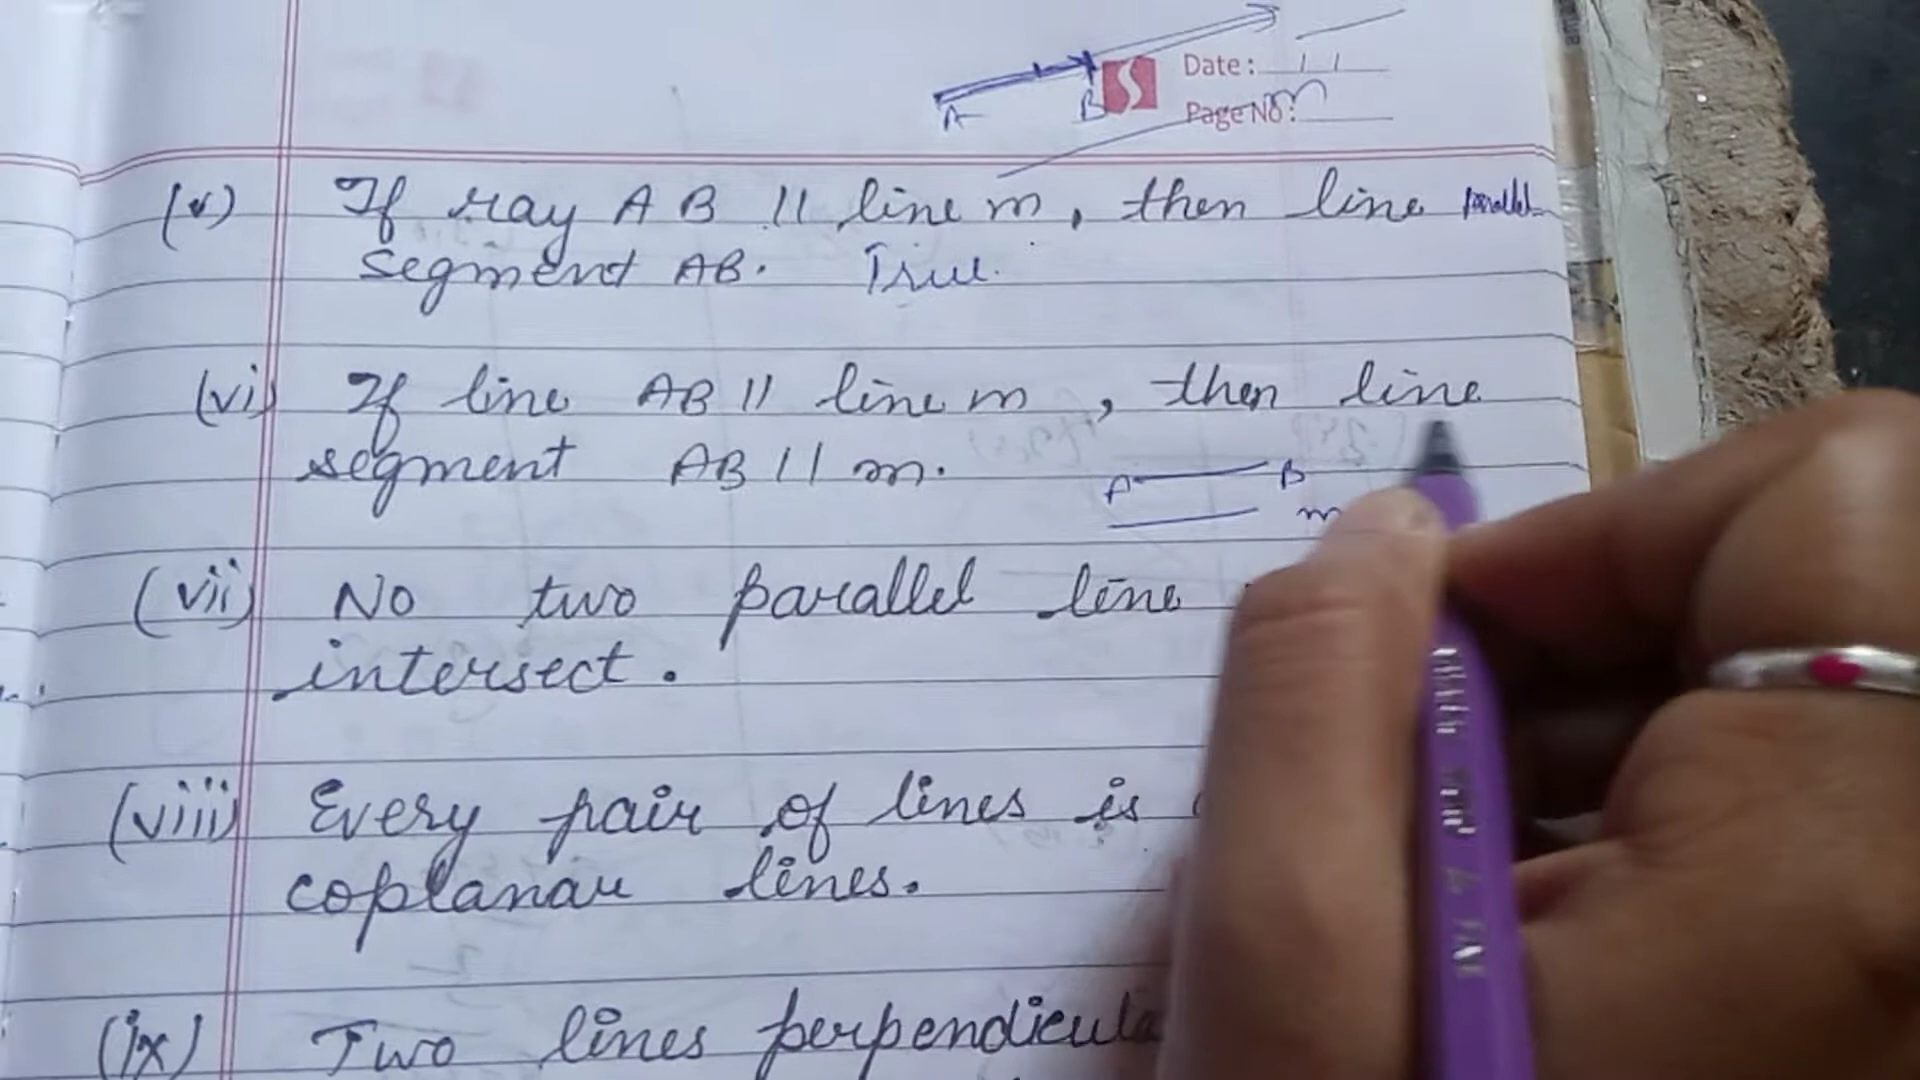 Date:
A B Page No: m
(v) If ray AB || line m, then line parallel
segment AB. True.
(vi) If line AB || line m, then line
segment AB || m.
A B
m
(vii) No two parallel line
intersect.
(viii) Every pair of lines is
coplanar lines.
(ix) Two lines perpendicula